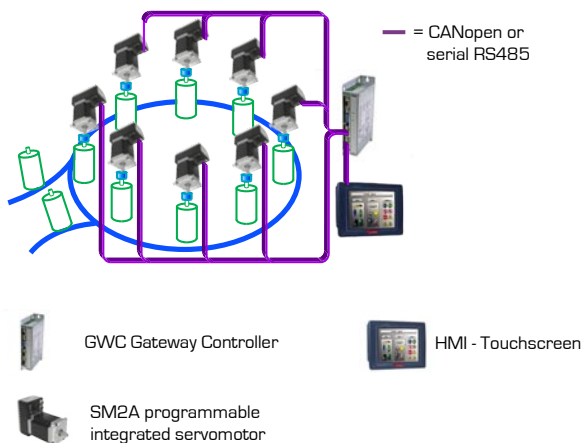 = CANopen or
serial RS485
GWC Gateway Controller
HMI - Touchscreen
SM2A programmable
integrated servomotor